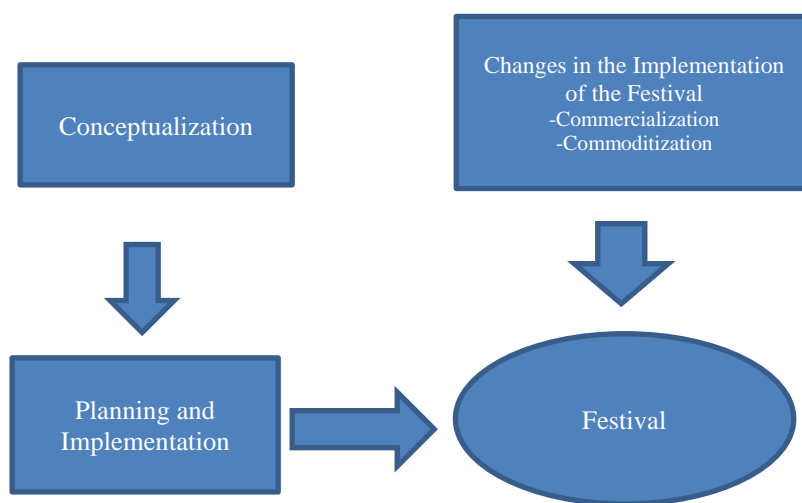 Conceptualization
Changes in the Implementation
of the Festival
-Commercialization
-Commoditization
Planning and
Implementation
Festival